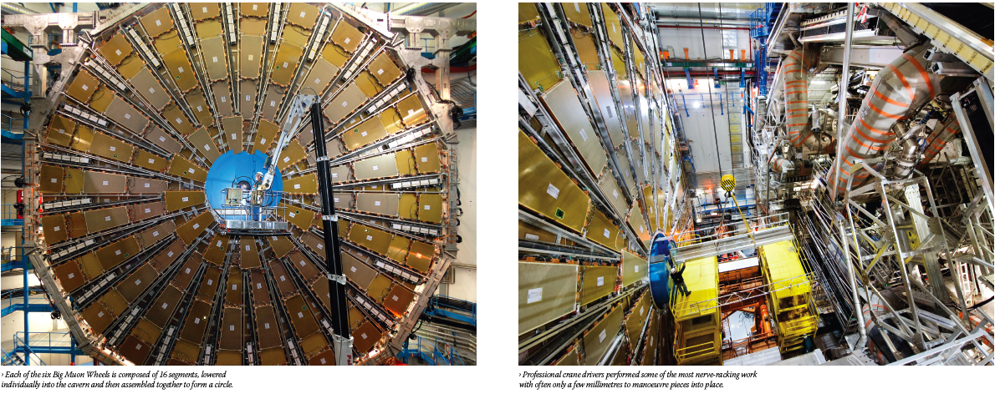 › Each of the six Big Muon Wheels is composed of 16 segments, lowered
individually into the cavern and then assembled together to form a circle.
› Professional crane drivers performed some of the most nerve-racking work
with often only a few millimetres to manoeuvre pieces into place.